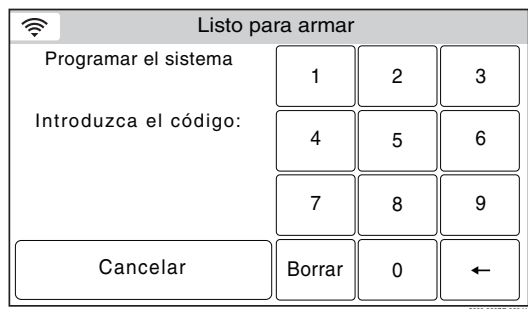 Listo para armar
Programar el sistema
Introduzca el código:
1 2 3
4 5 6
7 8 9
Cancelar Borrar 0 ←